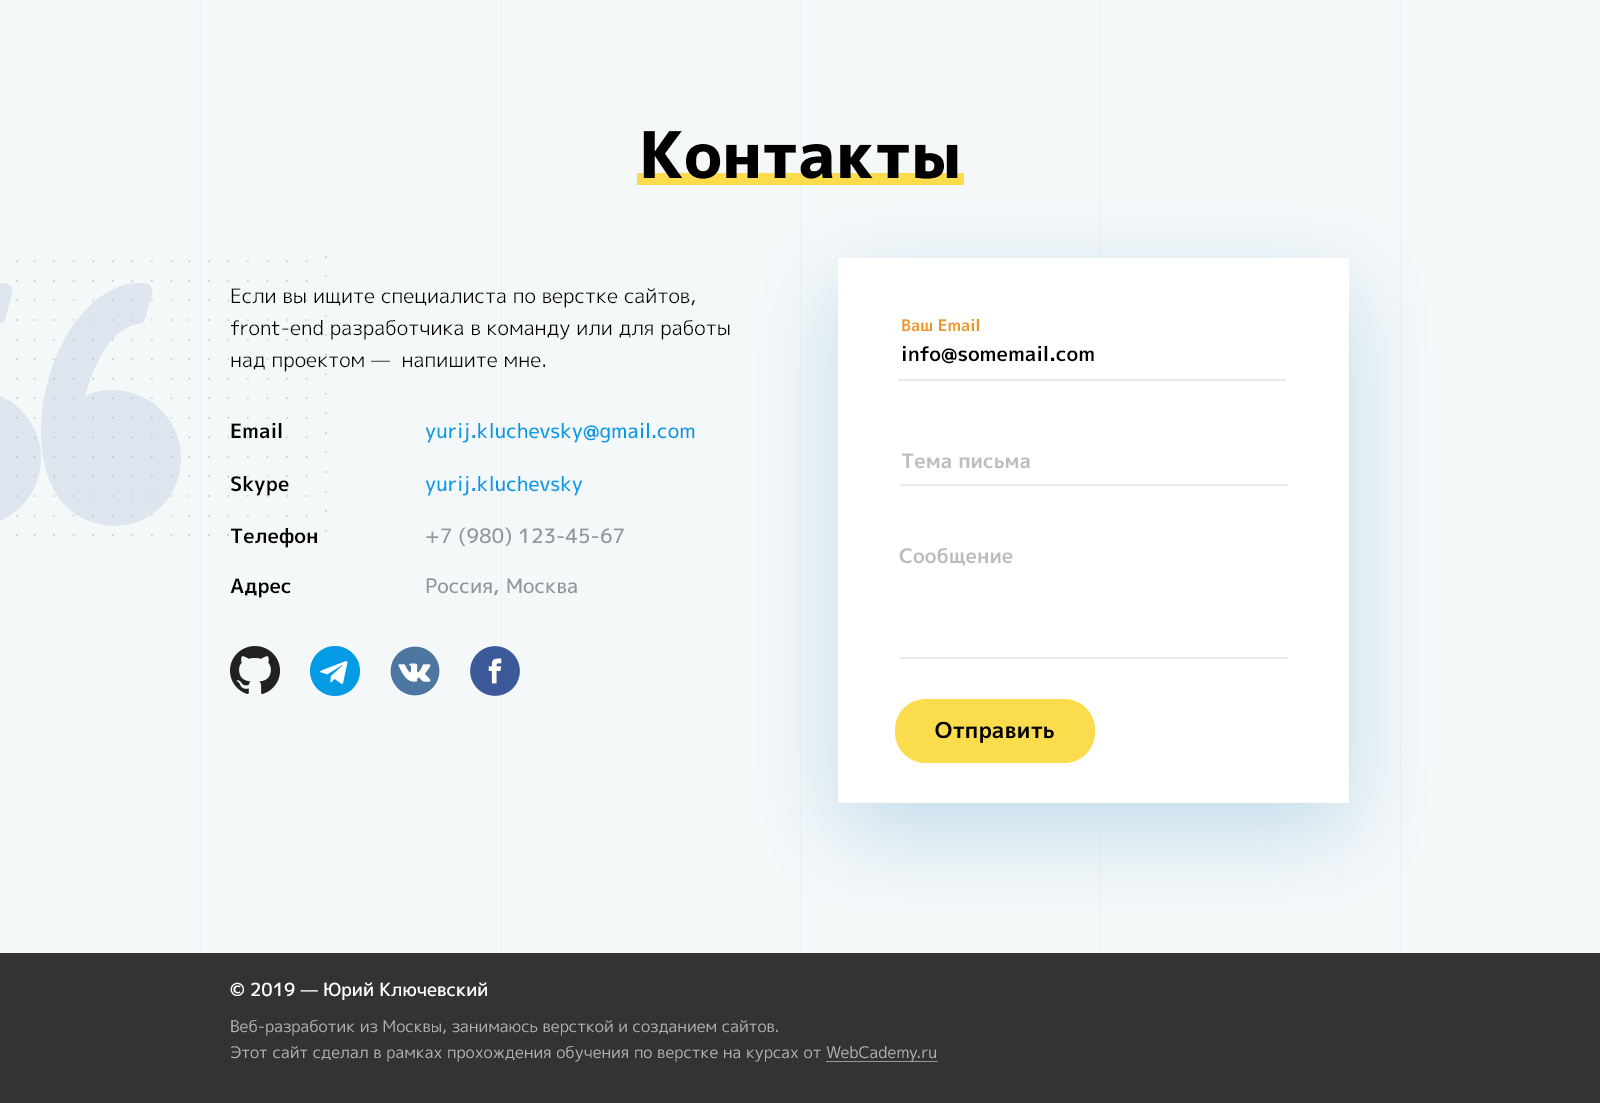 Контакты
Если вы ищите специалиста по верстке сайтов,
front-end разработчика в команду или для работы
над проектом — напишите мне.
Email yurij.kluchevsky@gmail.com
Skype yurij.kluchevsky
Телефон +7 (980) 123-45-67
Адрес Россия, Москва
Ваш Email
info@somemail.com
Тема письма
Сообщение
Отправить
© 2019 — Юрий Ключевский
Веб-разработик из Москвы, занимаюсь версткой и созданием сайтов.
Этот сайт сделал в рамках прохождения обучения по верстке на курсах от WebCademy.ru